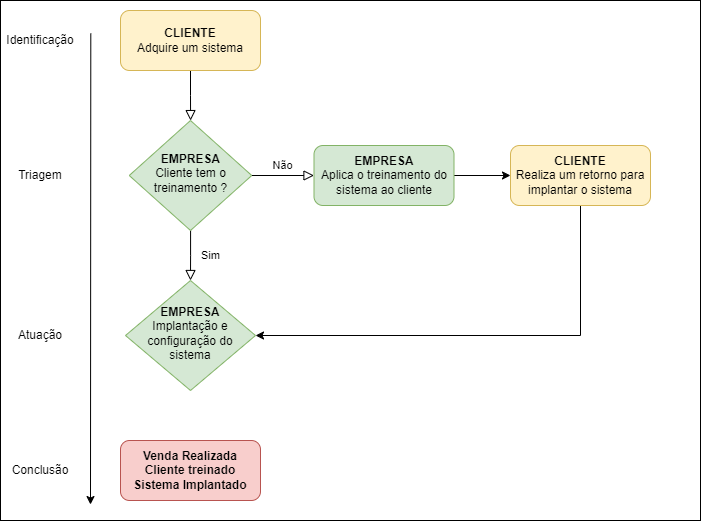 Identificação
CLIENTE
Adquire um sistema
Triagem
EMPRESA
Cliente tem o
treinamento ?
Não
EMPRESA
Aplica o treinamento do
sistema ao cliente
CLIENTE
Realiza um retorno para
implantar o sistema
Sim
Atuação
EMPRESA
Implantação e
configuração do
sistema
Conclusão
Venda Realizada
Cliente treinado
Sistema Implantado